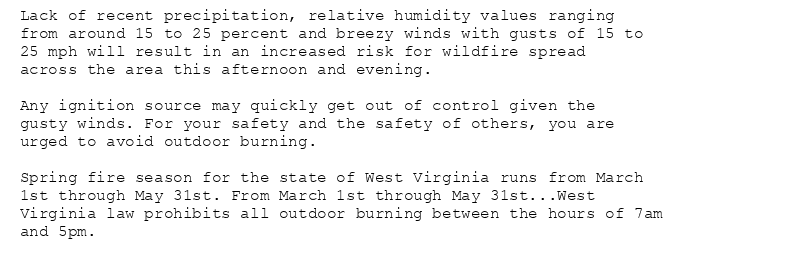 Lack of recent precipitation, relative humidity values ranging
from around 15 to 25 percent and breezy winds with gusts of 15 to
25 mph will result in an increased risk for wildfire spread
across the area this afternoon and evening.

Any ignition source may quickly get out of control given the
gusty winds. For your safety and the safety of others, you are
urged to avoid outdoor burning.

Spring fire season for the state of West Virginia runs from March
1st through May 31st. From March 1st through May 31st...West
Virginia law prohibits all outdoor burning between the hours of 7am
and 5pm.